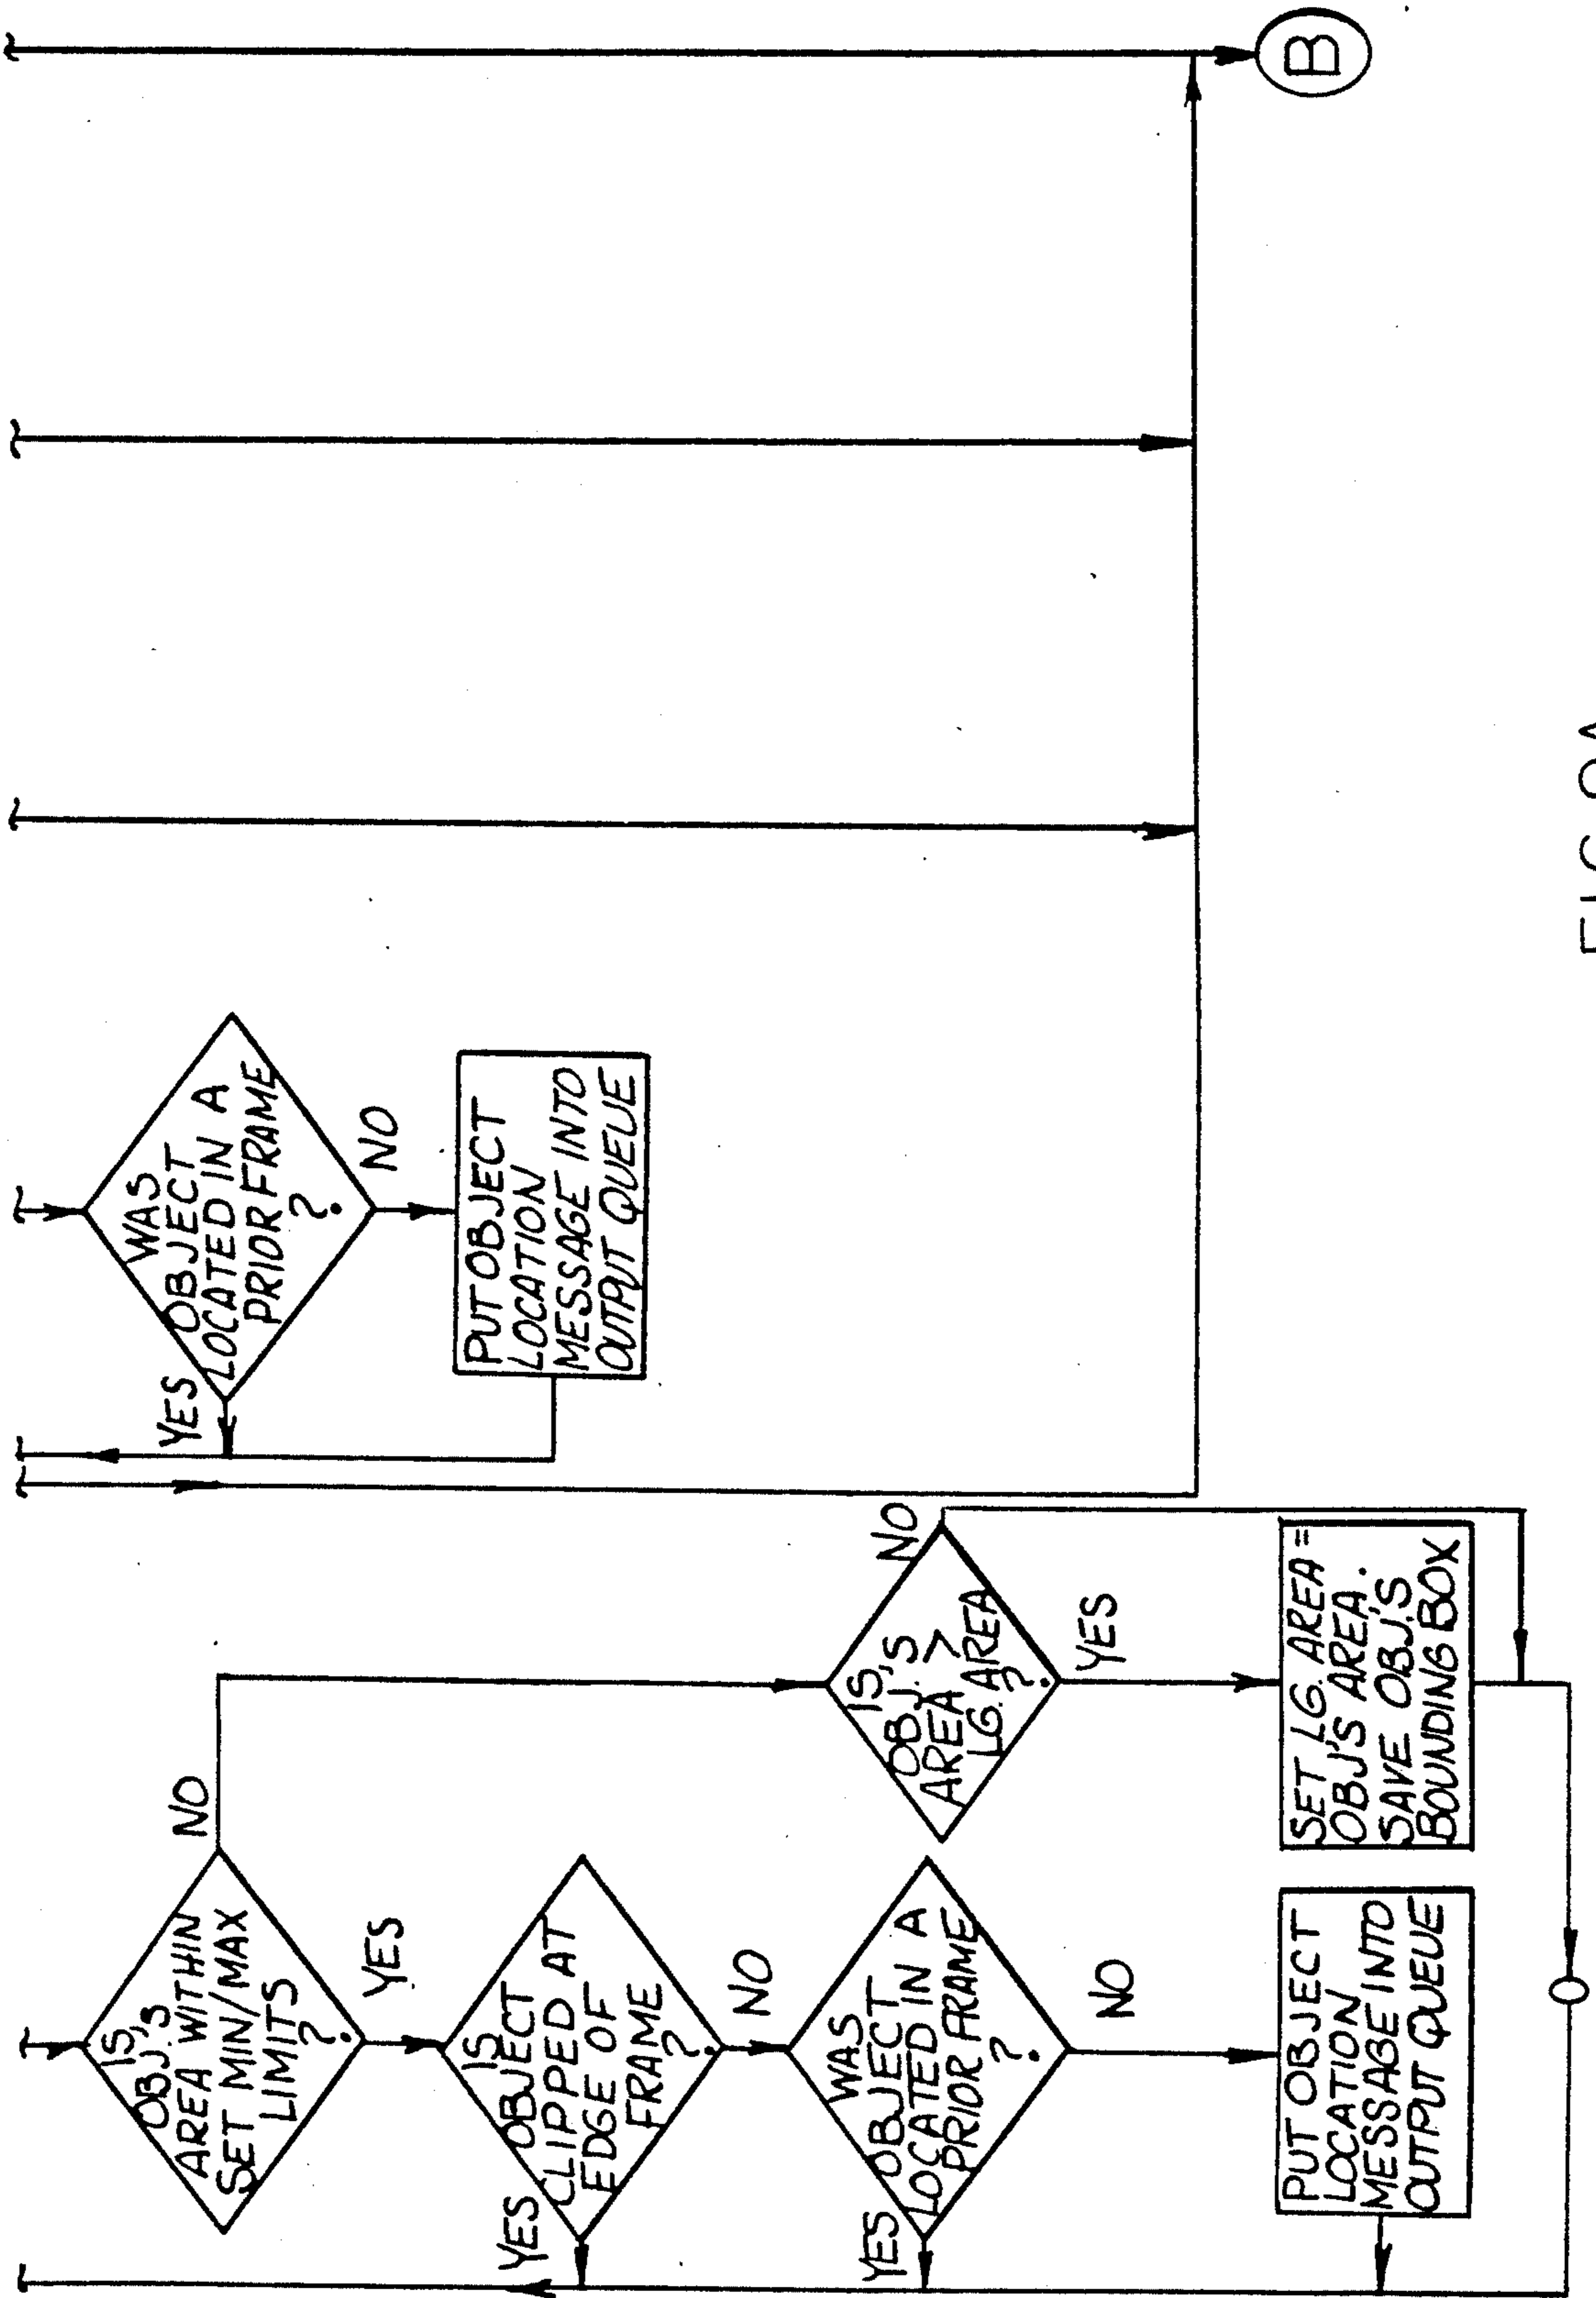 IS
OBJ.'S
AREA WITHIN
SET MIN/MAX
LIMITS
?
NO
YES
IS
OBJECT
CLIPPED AT
EDGE OF
FRAME
?
YES
NO
WAS
OBJECT
LOCATED IN A
PRIOR FRAME
?
YES
NO
PUT OBJECT
LOCATION
MESSAGE INTO
OUTPUT QUEUE
IS
OBJ.'S
AREA >
LG. AREA
?
NO
YES
SET LG. AREA =
OBJ'S AREA.
SAVE OBJ.'S
BOUNDING BOX
WAS
OBJECT
LOCATED IN A
PRIOR FRAME
?
YES
NO
PUT OBJECT
LOCATION
MESSAGE INTO
OUTPUT QUEUE
B